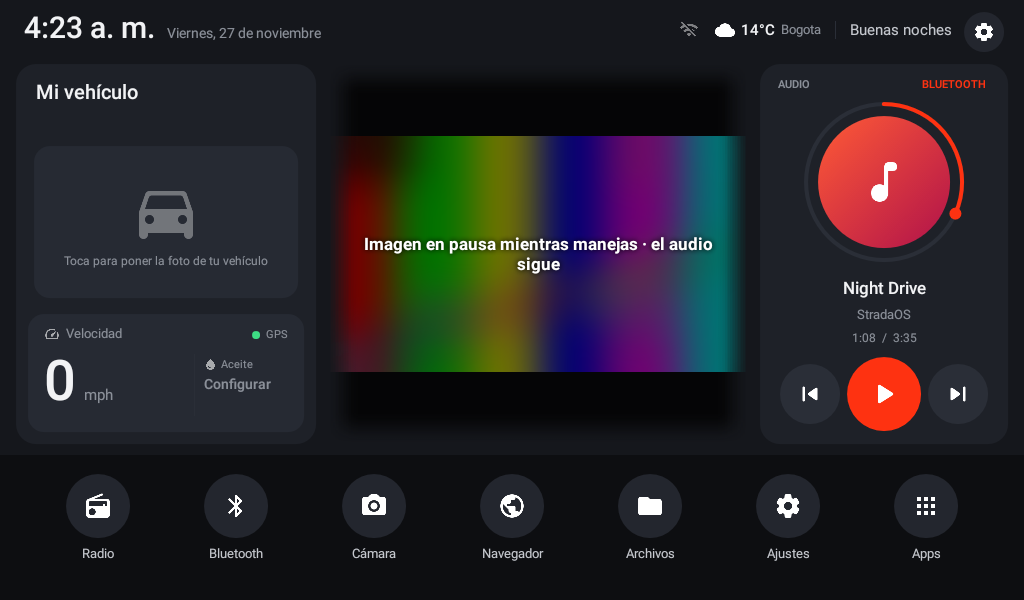 4:23 a. m.
Viernes, 27 de noviembre
14°C Bogota
Buenas noches
Mi vehículo
Toca para poner la foto de tu vehículo
Velocidad
GPS
0 mph
Aceite
Configurar
Imagen en pausa mientras manejas · el audio
sigue
AUDIO
BLUETOOTH
Night Drive
StradaOS
1:08 / 3:35
Radio
Bluetooth
Cámara
Navegador
Archivos
Ajustes
Apps